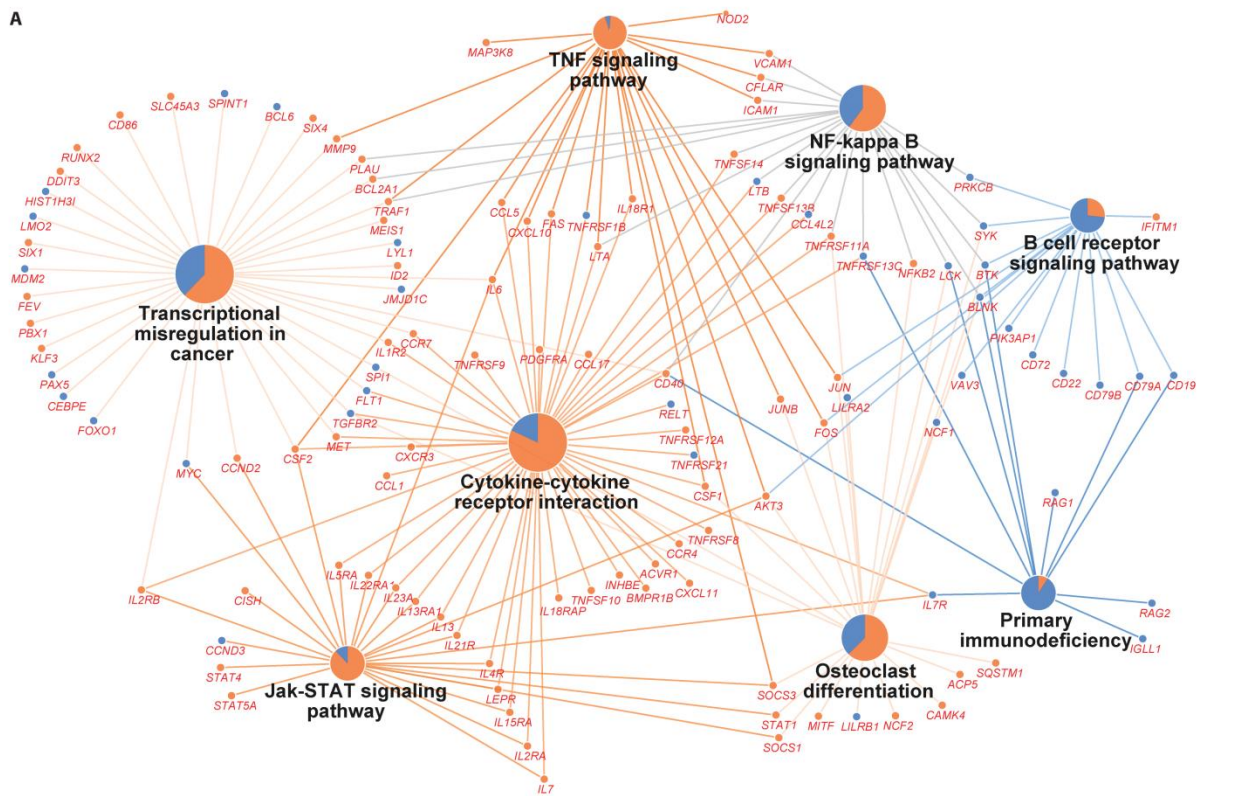 A
NOD2
MAP3K8
TNF signaling
pathway
VCAM1
CFLAR
ICAM1
SLC45A3
SPINT1
BCL6
CD86
SIX4
MMP9
NF-kappa B
signaling pathway
RUNX2
PLAU
TNFSF14
DDIT3
BCL2A1
LTB
PRKCB
HIST1H3I
TRAF1
CCL5
IL18R1
TNFSF13B
LMO2
MEIS1
CXCL10
FAS
TNFRSF1B
CCL4L2
SYK
IFITM1
SIX1
LYL1
LTA
TNFRSF11A
B cell receptor
signaling pathway
MDM2
ID2
TNFRSF13C
NFKB2
LCK
BTK
FEV
JMJD1C
IL6
BLNK
Transcriptional
misregulation in
cancer
PBX1
KLF3
IL1R2
CCR7
TNFRSF9
PDGFRA
CCL17
PIK3AP1
CD72
PAX5
SPI1
CD40
JUN
VAV3
CD22
CD79B
CD79A
CD19
CEBPE
FLT1
RELT
JUNB
LILRA2
FOXO1
TGFBR2
FOS
NCF1
MET
CXCR3
TNFRSF12A
MYC
CCND2
CSF2
TNFRSF21
CCL1
Cytokine-cytokine
receptor interaction
CSF1
AKT3
RAG1
TNFRSF8
CCR4
IL5RA
IL22RA1
ACVR1
IL2RB
CISH
IL23A
INHBE
CXCL11
IL13RA1
IL18RAP
TNFSF10
BMPR1B
IL7R
RAG2
IL13
Primary
immunodeficiency
CCND3
IL21R
IGLL1
STAT4
IL4R
Osteoclast
differentiation
SQSTM1
STAT5A
Jak-STAT signaling
pathway
LEPR
SOCS3
ACP5
IL15RA
STAT1
MITF
LILRB1
NCF2
CAMK4
IL2RA
SOCS1
IL7